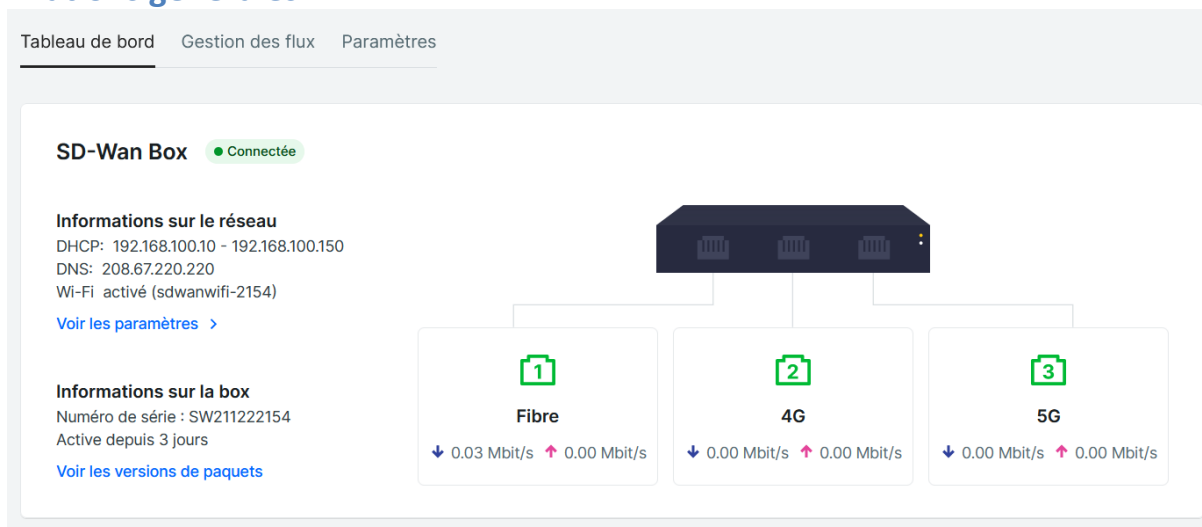 Tableau de bord Gestion des flux Paramètres
SD-Wan Box Connectée
Informations sur le réseau
DHCP: 192.168.100.10 - 192.168.100.150
DNS: 208.67.220.220
Wi-Fi activé (sdwanwifi-2154)
Voir les paramètres >
Informations sur la box
Numéro de série : SW211222154
Active depuis 3 jours
Voir les versions de paquets
1
Fibre
↓ 0.03 Mbit/s ↑ 0.00 Mbit/s
2
4G
↓ 0.00 Mbit/s ↑ 0.00 Mbit/s
3
5G
↓ 0.00 Mbit/s ↑ 0.00 Mbit/s